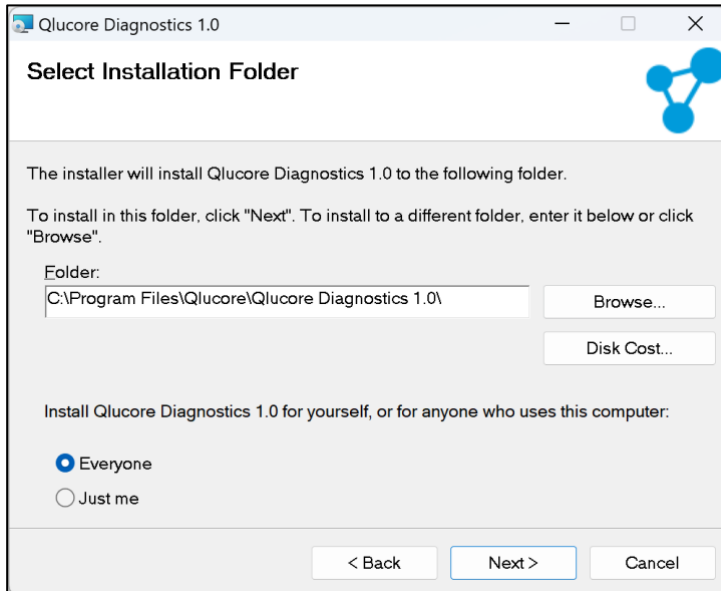 Qlucore Diagnostics 1.0
Select Installation Folder
The installer will install Qlucore Diagnostics 1.0 to the following folder.
To install in this folder, click "Next". To install to a different folder, enter it below or click
"Browse".
Folder:
C:\Program Files\Qlucore\Qlucore Diagnostics 1.0\
Browse...
Disk Cost...
Install Qlucore Diagnostics 1.0 for yourself, or for anyone who uses this computer:
Everyone
Just me
< Back
Next >
Cancel